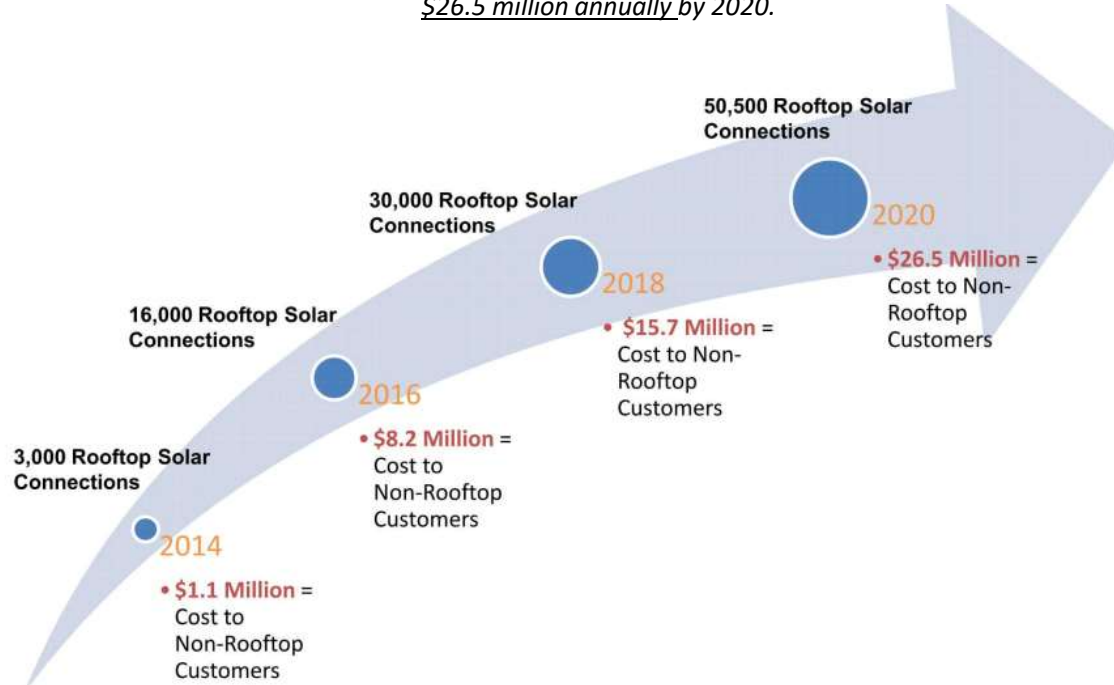 $26.5 million annually by 2020.
50,500 Rooftop Solar
Connections
2020
• $26.5 Million =
Cost to Non-
Rooftop
Customers
30,000 Rooftop Solar
Connections
2018
• $15.7 Million =
Cost to Non-
Rooftop
Customers
16,000 Rooftop Solar
Connections
2016
• $8.2 Million =
Cost to
Non-Rooftop
Customers
3,000 Rooftop Solar
Connections
2014
• $1.1 Million =
Cost to
Non-Rooftop
Customers